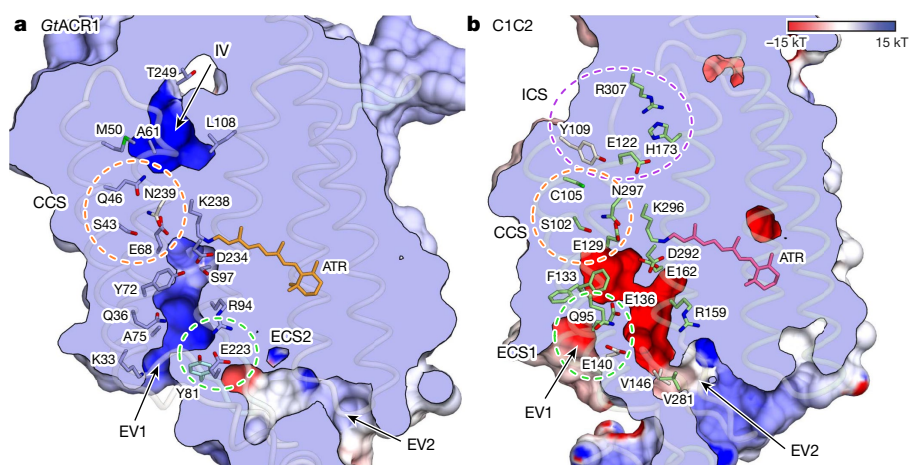 a GtACR1
IV
T249
M50
A61
L108
Q46
N239
K238
CCS
S43
E68
D234
ATR
S97
Y72
R94
Q36
A75
ECS2
E223
K33
Y81
EV1
EV2
b C1C2
–15 kT 15 kT
ICS
R307
Y109
E122
H173
C105
N297
K296
CCS
S102
E129
D292
ATR
E162
F133
E136
Q95
R159
ECS1
E140
EV1
V146
V281
EV2